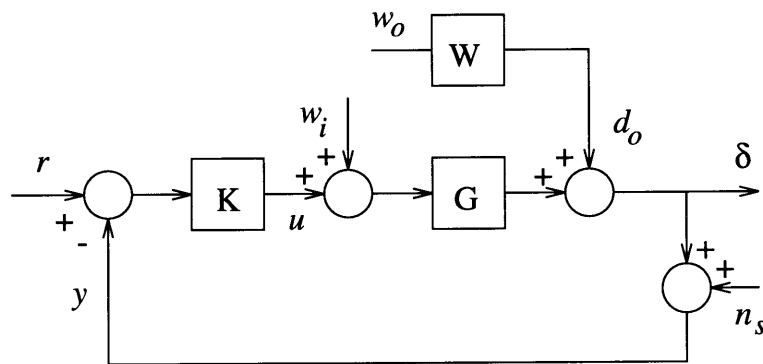 w_o
W
w_i
d_o
δ
r
+
+
+
+
K
G
+
-
u
+
+
y
n_s